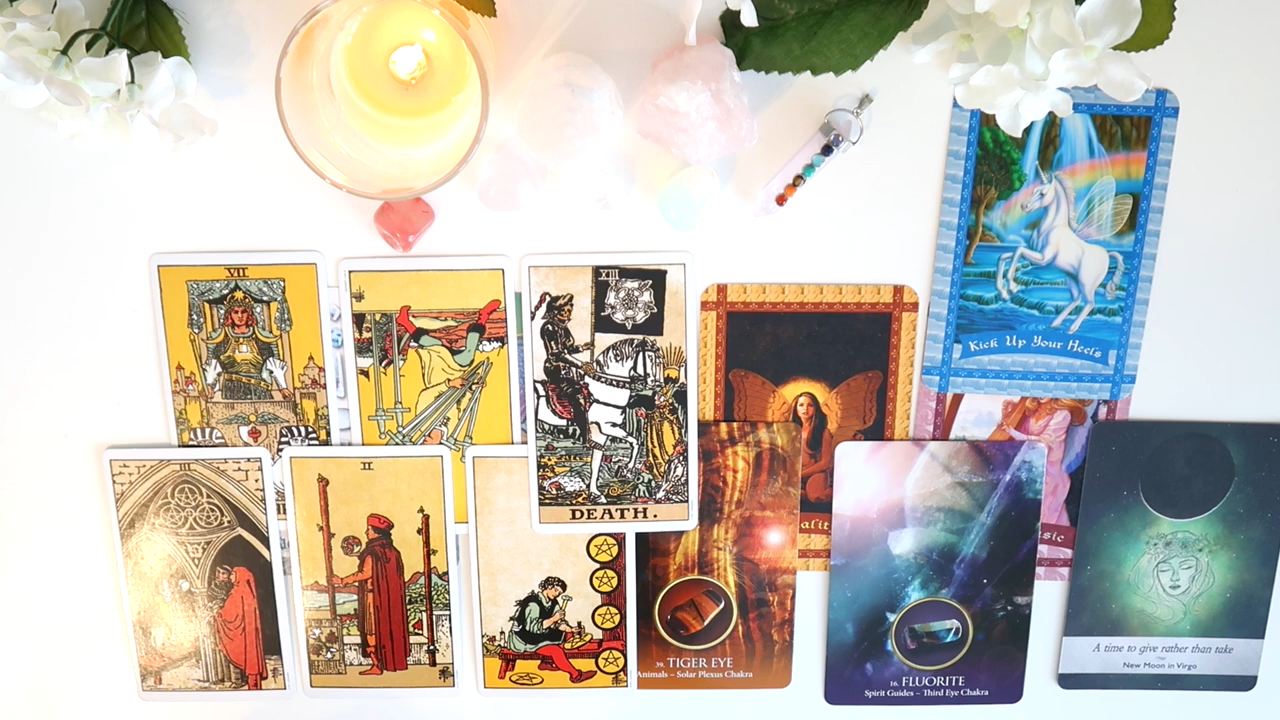 VII
XIII
Kick Up Your Heels
DEATH.
III
II
39. TIGER EYE
Animals – Solar Plexus Chakra
16. FLUORITE
Spirit Guides – Third Eye Chakra
A time to give rather than take
New Moon in Virgo